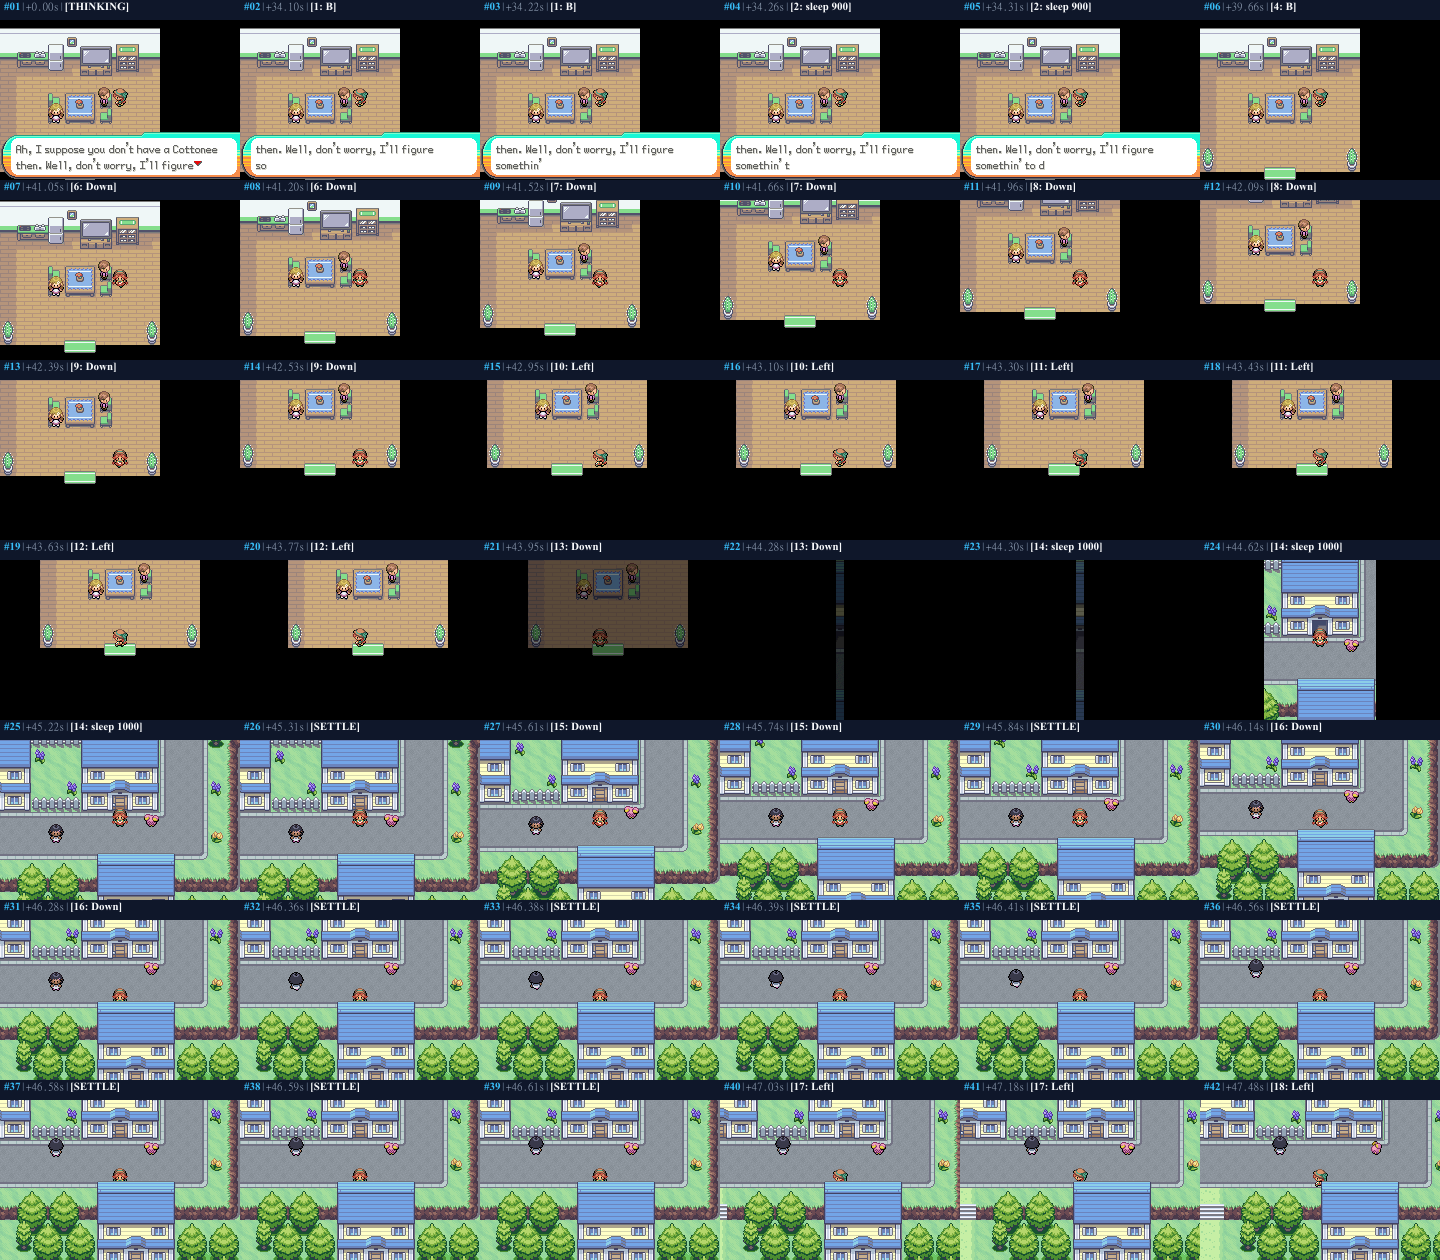 #01|+0.00s|[THINKING]
#02|+34.10s|[1: B]
#03|+34.22s|[1: B]
#04|+34.26s|[2: sleep 900]
#05|+34.31s|[2: sleep 900]
#06|+39.66s|[4: B]
Ah, I suppose you don't have a Cottonee
then. Well, don't worry, I'll figure
then. Well, don't worry, I'll figure
so
then. Well, don't worry, I'll figure
somethin'
then. Well, don't worry, I'll figure
somethin' t
then. Well, don't worry, I'll figure
somethin' to d
#07|+41.05s|[6: Down]
#08|+41.20s|[6: Down]
#09|+41.52s|[7: Down]
#10|+41.66s|[7: Down]
#11|+41.96s|[8: Down]
#12|+42.09s|[8: Down]
#13|+42.39s|[9: Down]
#14|+42.53s|[9: Down]
#15|+42.95s|[10: Left]
#16|+43.10s|[10: Left]
#17|+43.30s|[11: Left]
#18|+43.43s|[11: Left]
#19|+43.63s|[12: Left]
#20|+43.77s|[12: Left]
#21|+43.95s|[13: Down]
#22|+44.28s|[13: Down]
#23|+44.30s|[14: sleep 1000]
#24|+44.62s|[14: sleep 1000]
#25|+45.22s|[14: sleep 1000]
#26|+45.31s|[SETTLE]
#27|+45.61s|[15: Down]
#28|+45.74s|[15: Down]
#29|+45.84s|[SETTLE]
#30|+46.14s|[16: Down]
#31|+46.28s|[16: Down]
#32|+46.36s|[SETTLE]
#33|+46.38s|[SETTLE]
#34|+46.39s|[SETTLE]
#35|+46.41s|[SETTLE]
#36|+46.56s|[SETTLE]
#37|+46.58s|[SETTLE]
#38|+46.59s|[SETTLE]
#39|+46.61s|[SETTLE]
#40|+47.03s|[17: Left]
#41|+47.18s|[17: Left]
#42|+47.48s|[18: Left]